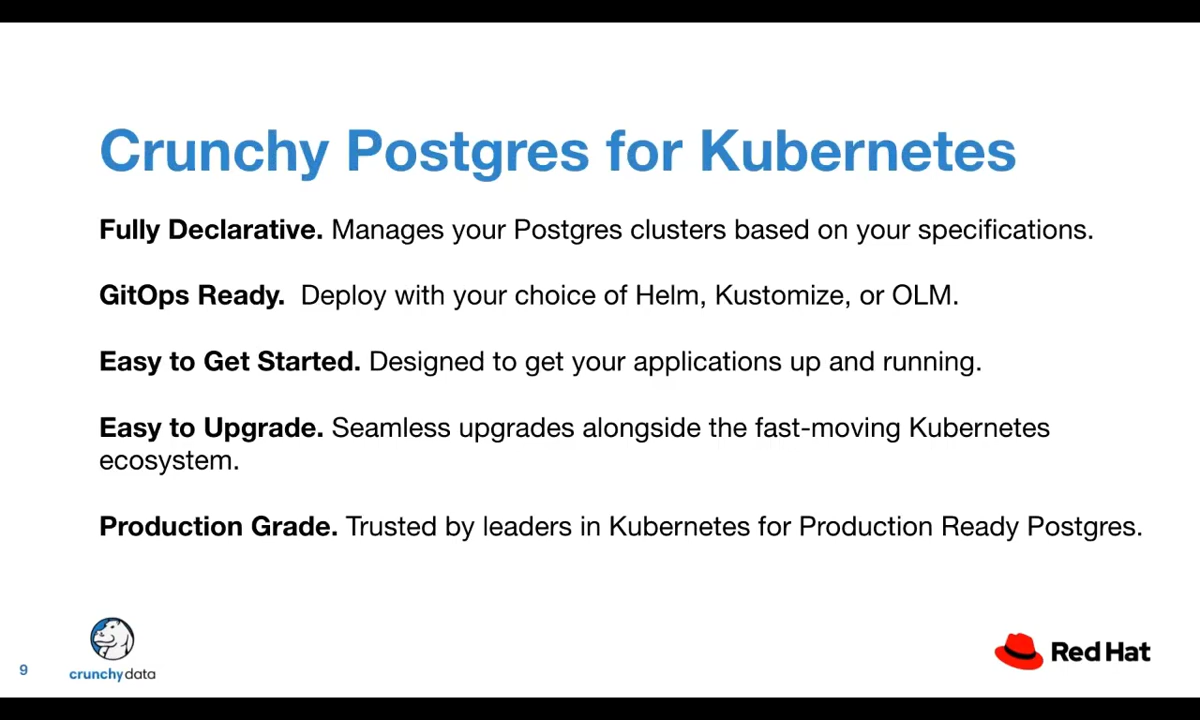 Crunchy Postgres for Kubernetes
Fully Declarative. Manages your Postgres clusters based on your specifications.
GitOps Ready.  Deploy with your choice of Helm, Kustomize, or OLM.
Easy to Get Started. Designed to get your applications up and running.
Easy to Upgrade. Seamless upgrades alongside the fast-moving Kubernetes
ecosystem.
Production Grade. Trusted by leaders in Kubernetes for Production Ready Postgres.
9
crunchydata
Red Hat